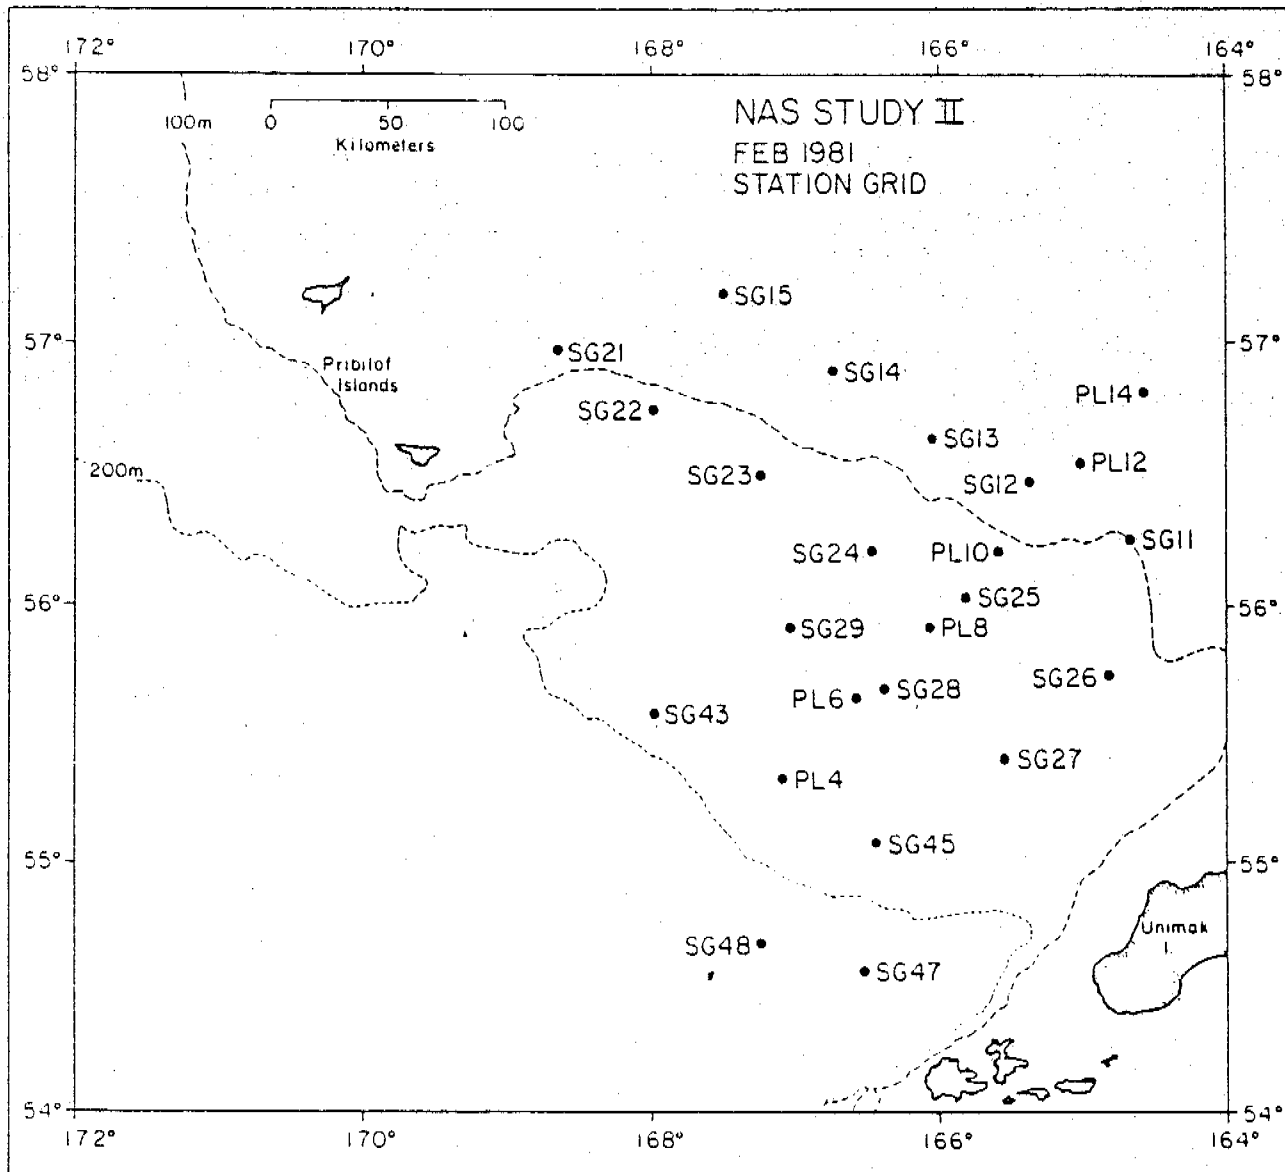 172° 170° 168° 166° 164°
58° 58°
100m 0 50 100
Kilometers
NAS STUDY II
FEB 1981
STATION GRID
SG15
57° 57°
SG21
Pribilof
Islands
SG14
PL14
SG22
SG13
PL12
200m
SG23
SG12
SG11
SG24
PL10
SG25
56° 56°
SG29
PL8
SG26
PL6
SG28
SG43
SG27
PL4
SG45
55° 55°
Unimak
I.
SG48
SG47
54° 54°
172° 170° 168° 166° 164°